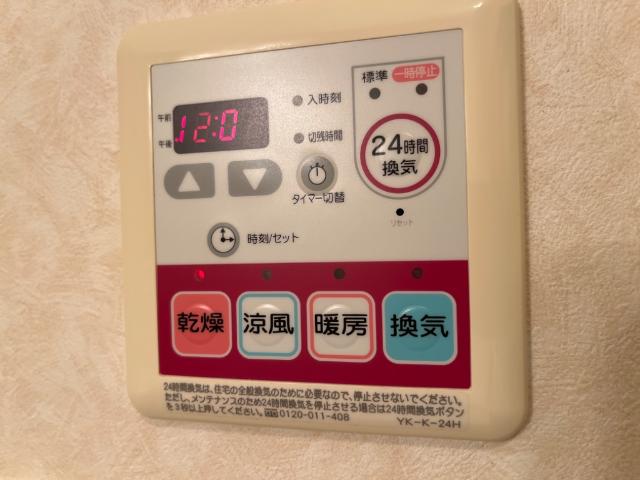 標準 一時停止
午前
午後
12:0
入時刻
切残時間
24時間
換気
タイマー切替
リセット
時刻/セット
乾燥 涼風 暖房 換気
24時間換気は、住宅の全般換気のために必要なので、停止させないでください。
ただし、メンテナンスのため24時間換気を停止させる場合は24時間換気ボタン
を3秒以上押してください。 0120-011-408
YK-K-24H